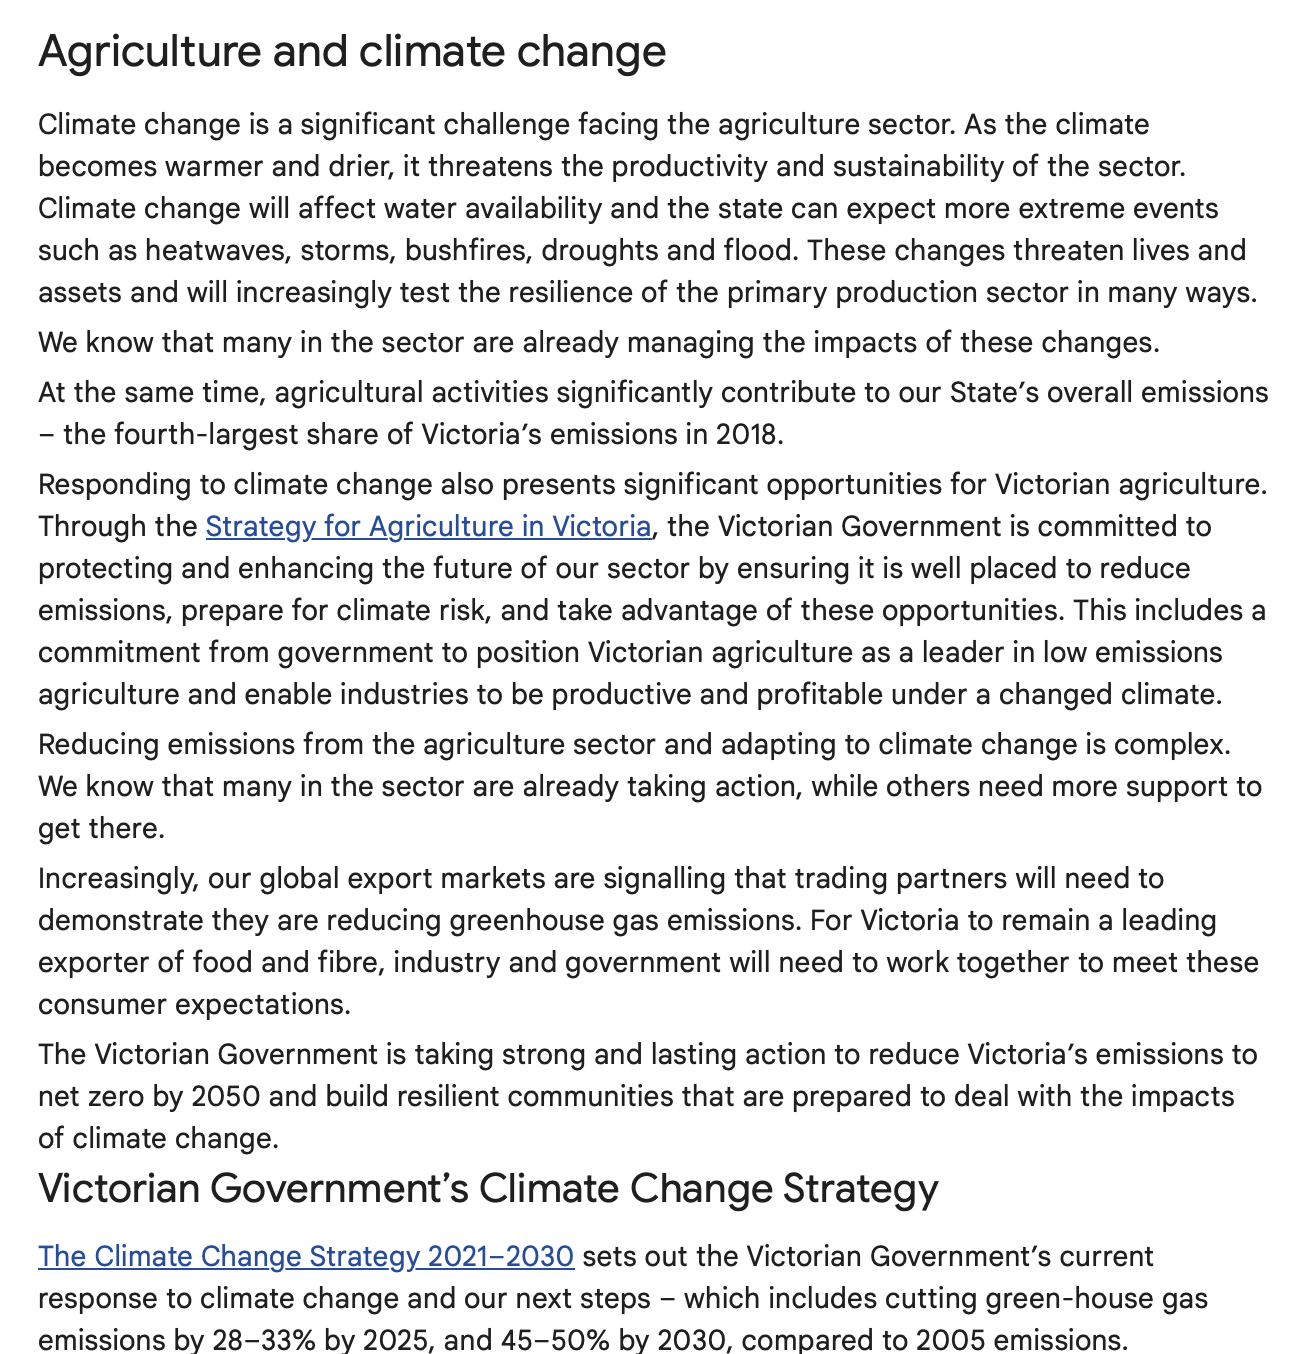 Agriculture and climate change
Climate change is a significant challenge facing the agriculture sector. As the climate
becomes warmer and drier, it threatens the productivity and sustainability of the sector.
Climate change will affect water availability and the state can expect more extreme events
such as heatwaves, storms, bushfires, droughts and flood. These changes threaten lives and
assets and will increasingly test the resilience of the primary production sector in many ways.
We know that many in the sector are already managing the impacts of these changes.
At the same time, agricultural activities significantly contribute to our State’s overall emissions
– the fourth-largest share of Victoria’s emissions in 2018.
Responding to climate change also presents significant opportunities for Victorian agriculture.
Through the Strategy for Agriculture in Victoria, the Victorian Government is committed to
protecting and enhancing the future of our sector by ensuring it is well placed to reduce
emissions, prepare for climate risk, and take advantage of these opportunities. This includes a
commitment from government to position Victorian agriculture as a leader in low emissions
agriculture and enable industries to be productive and profitable under a changed climate.
Reducing emissions from the agriculture sector and adapting to climate change is complex.
We know that many in the sector are already taking action, while others need more support to
get there.
Increasingly, our global export markets are signalling that trading partners will need to
demonstrate they are reducing greenhouse gas emissions. For Victoria to remain a leading
exporter of food and fibre, industry and government will need to work together to meet these
consumer expectations.
The Victorian Government is taking strong and lasting action to reduce Victoria’s emissions to
net zero by 2050 and build resilient communities that are prepared to deal with the impacts
of climate change.
Victorian Government’s Climate Change Strategy
The Climate Change Strategy 2021–2030 sets out the Victorian Government’s current
response to climate change and our next steps – which includes cutting green-house gas
emissions by 28–33% by 2025, and 45–50% by 2030, compared to 2005 emissions.